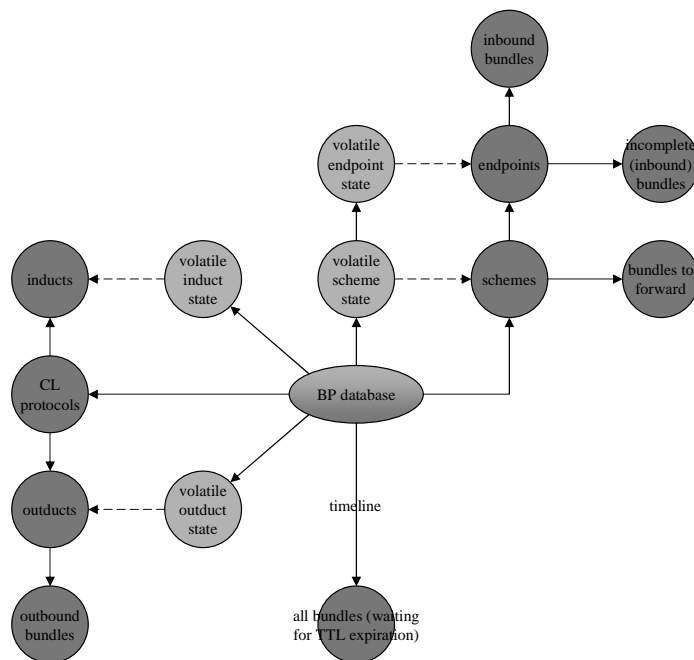 inbound
bundles
volatile
endpoint
state
endpoints
incomplete
(inbound)
bundles
inducts
volatile
induct
state
volatile
scheme
state
schemes
bundles to
forward
CL
protocols
BP database
outducts
volatile
outduct
state
timeline
outbound
bundles
all bundles (waiting
for TTL expiration)